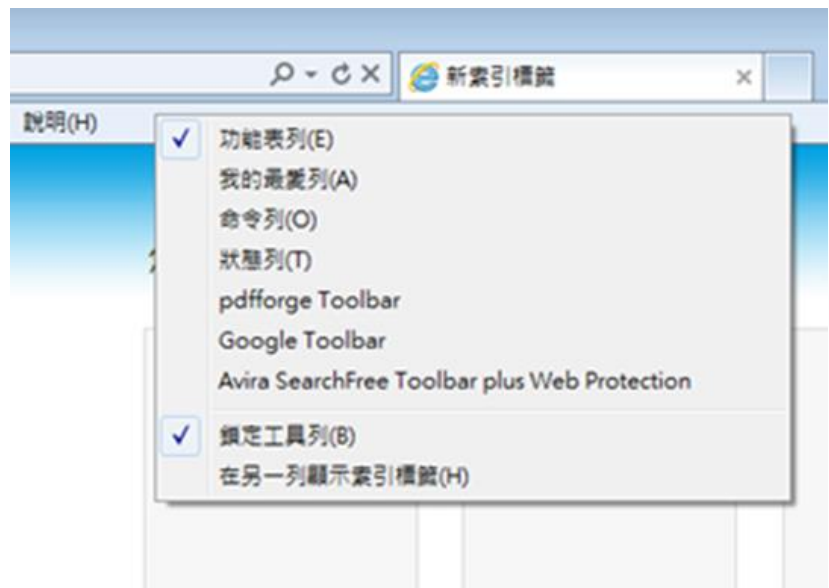 新索引標籤
說明(H)
功能表列(E)
我的最愛列(A)
命令列(O)
狀態列(T)
pdfforge Toolbar
Google Toolbar
Avira SearchFree Toolbar plus Web Protection
鎖定工具列(B)
在另一列顯示索引標籤(H)